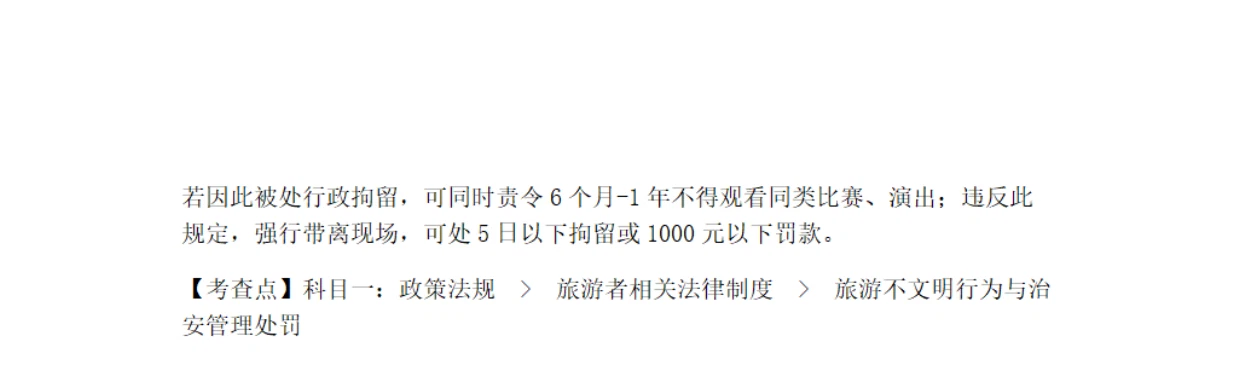 若因此被处行政拘留，可同时责令 6 个月-1 年不得观看同类比赛、演出；违反此
规定，强行带离现场，可处 5 日以下拘留或 1000 元以下罚款。
【考查点】科目一：政策法规 > 旅游者相关法律制度 > 旅游不文明行为与治
安管理处罚